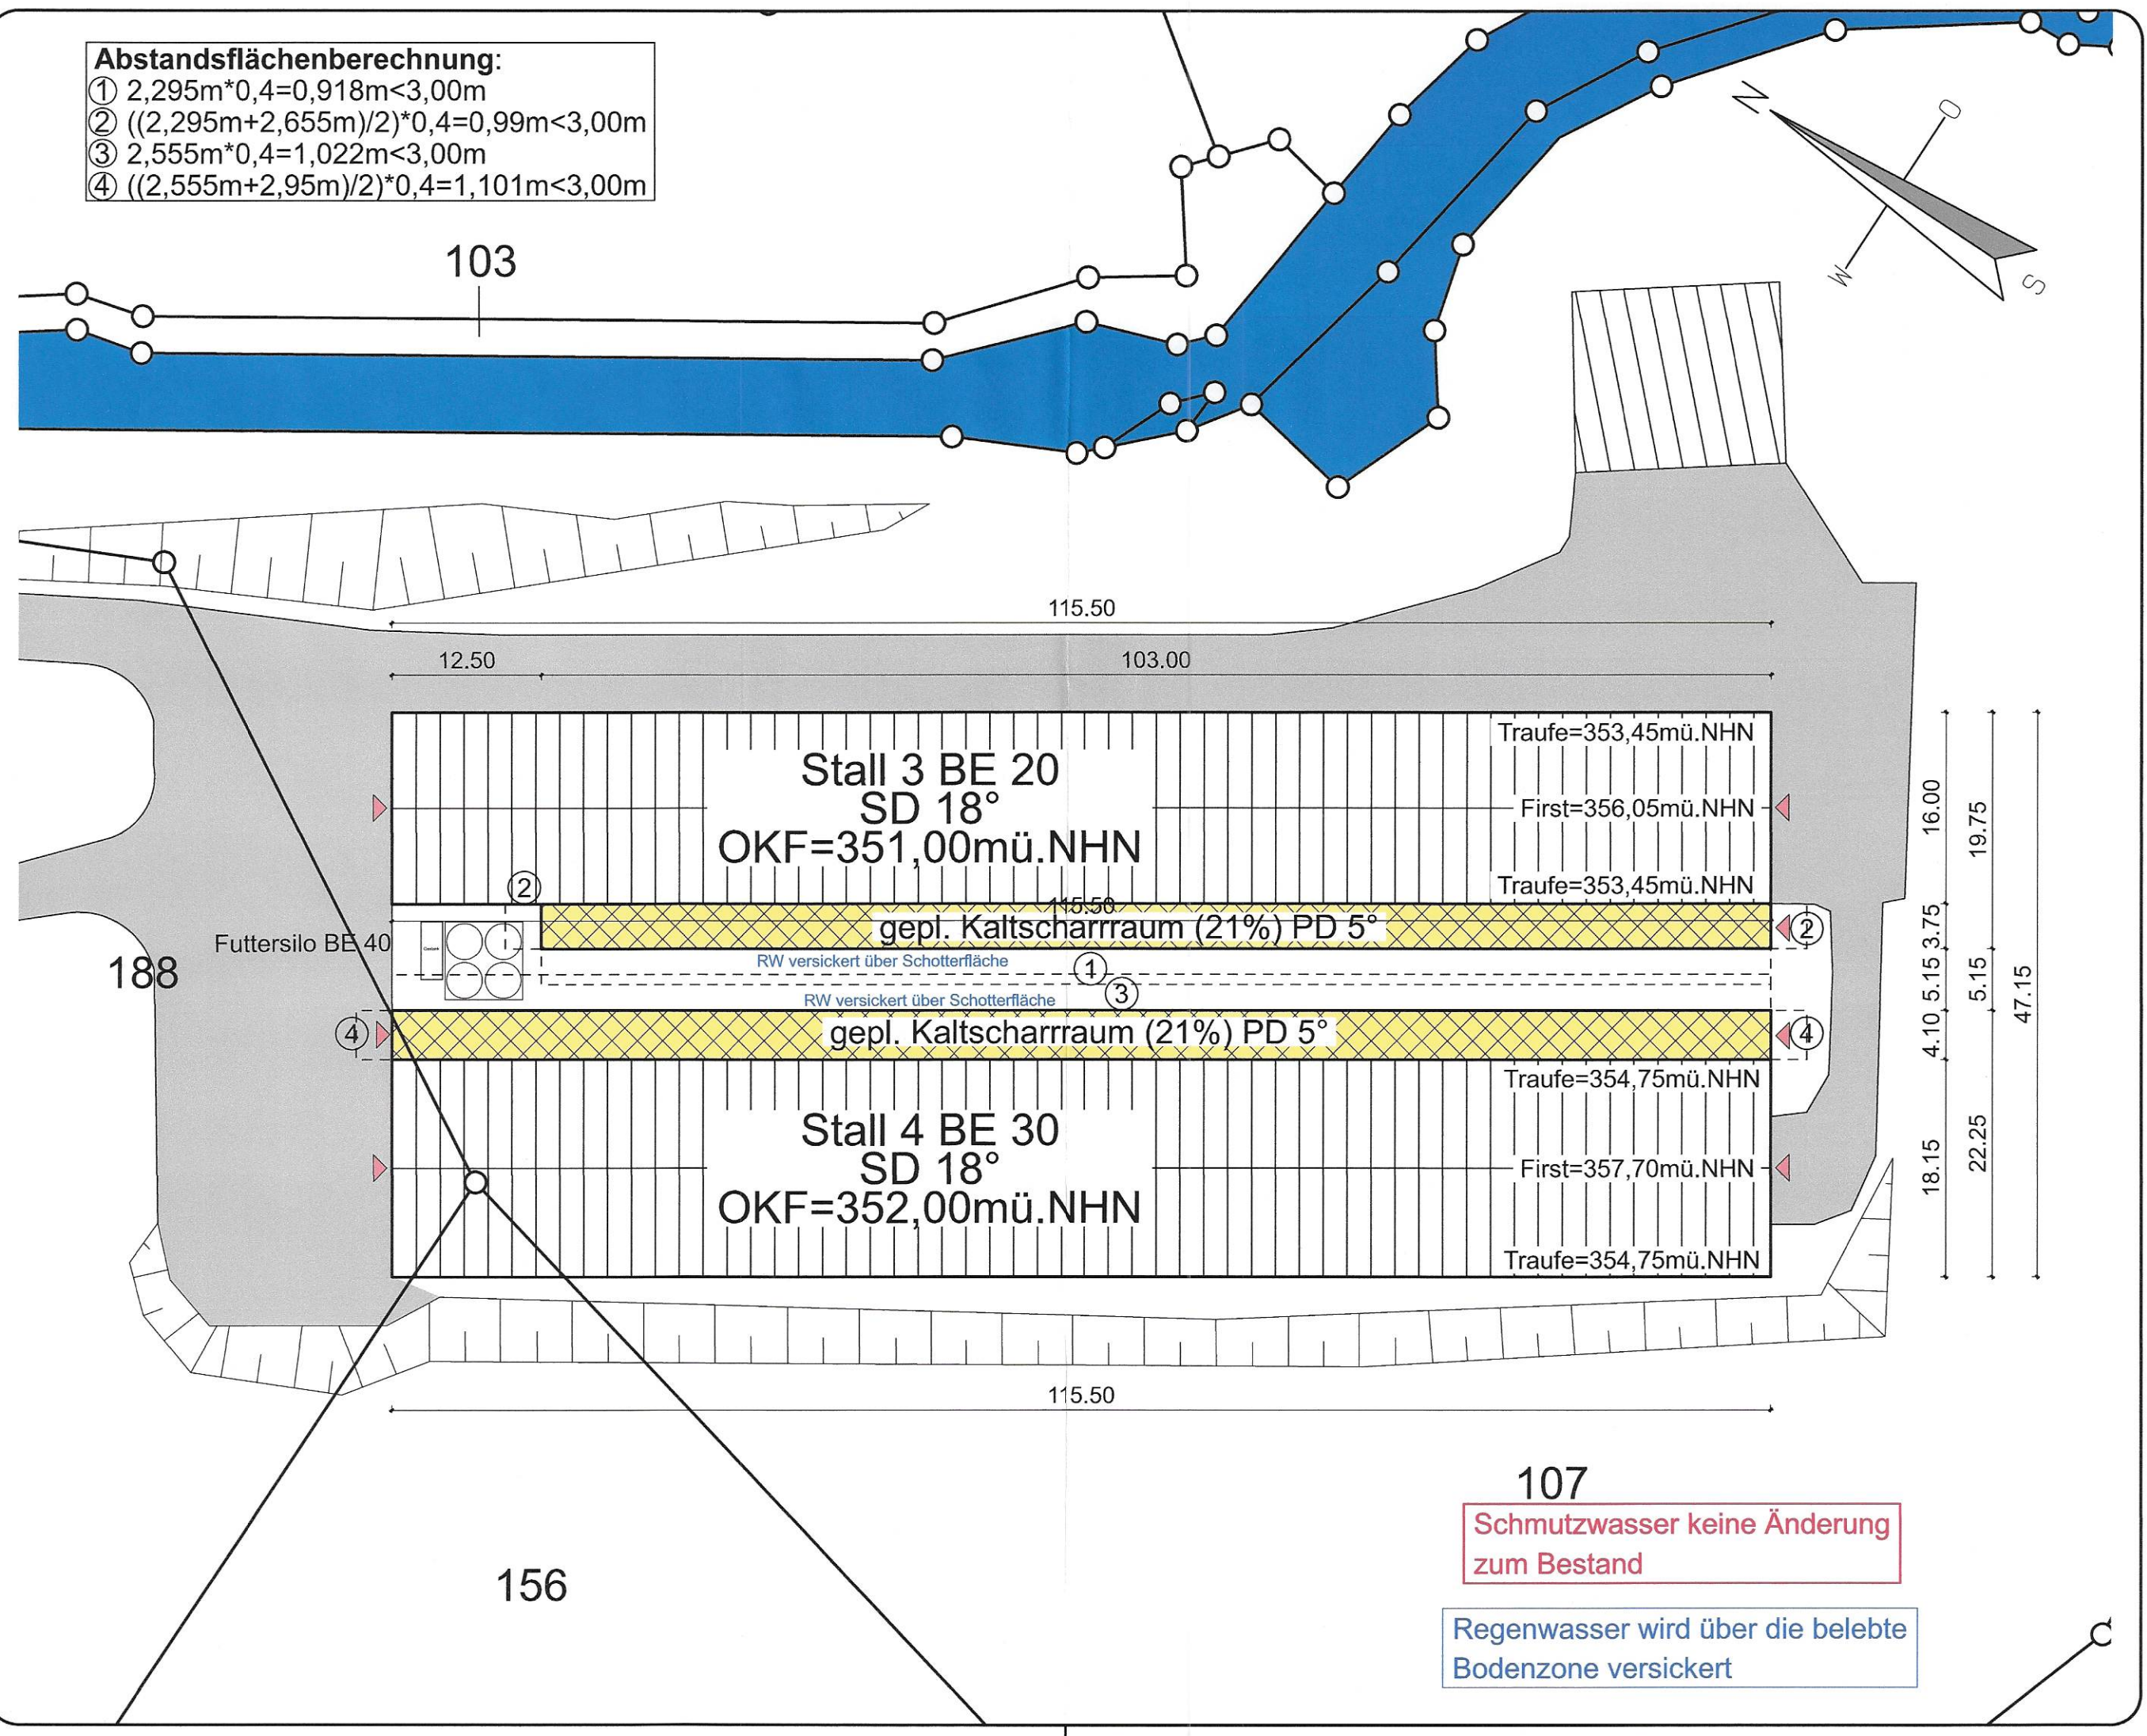 Abstandsflächenberechnung:
① 2,295m*0,4=0,918m<3,00m
② ((2,295m+2,655m)/2)*0,4=0,99m<3,00m
③ 2,555m*0,4=1,022m<3,00m
④ ((2,555m+2,95m)/2)*0,4=1,101m<3,00m
N
O
W
S
103
115.50
12.50
103.00
Stall 3 BE 20
SD 18°
OKF=351,00mü.NHN
Traufe=353,45mü.NHN
First=356,05mü.NHN
Traufe=353,45mü.NHN
16.00
19.75
②
115.50
gepl. Kaltscharrraum (21%) PD 5°
②
3.75
Futtersilo BE 40
188
RW versickert über Schotterfläche
①
③
RW versickert über Schotterfläche
5.15
5.15
47.15
④
gepl. Kaltscharrraum (21%) PD 5°
④
4.10
Stall 4 BE 30
SD 18°
OKF=352,00mü.NHN
Traufe=354,75mü.NHN
First=357,70mü.NHN
Traufe=354,75mü.NHN
18.15
22.25
115.50
107
Schmutzwasser keine Änderung
zum Bestand
156
Regenwasser wird über die belebte
Bodenzone versickert